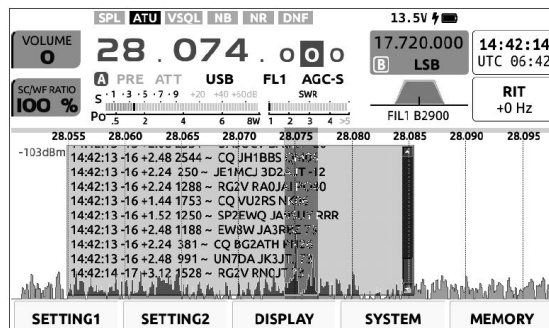 SPL ATU VSQL NB NR DNF 13.5V
VOLUME
0
28.074.000
17.720.000
B LSB
14:42:14
UTC 06:42
A PRE ATT USB FL1 AGC-S
SC/WF RATIO
100 %
S 1 3 5 7 9 +20 +40 +60dB SWR
Po .5 2 4 6 8W 1 2 3 4 >5
FIL1 B2900
RIT
+0 Hz
28.055 28.060 28.065 28.070 28.075 28.080 28.085 28.090 28.095
-103dBm
14:42:13 -16 +2.48 2544 ~ CQ JH1BBS
14:42:13 -16 +2.24 250 ~ JE1MCJ -12
14:42:13 -16 +2.24 1288 ~ RG2V
14:42:13 -16 +1.44 1753 ~ CQ VU2RS
14:42:13 -16 +1.52 1250 ~ SP2EWQ RRR
14:42:13 -16 +2.48 1188 ~ EW8W
14:42:13 -16 +2.24 381 ~ CQ BG2ATH
14:42:13 -16 +2.48 991 ~ UN7DA
14:42:14 -17 +3.12 1528 ~ RG2V
SETTING1 SETTING2 DISPLAY SYSTEM MEMORY